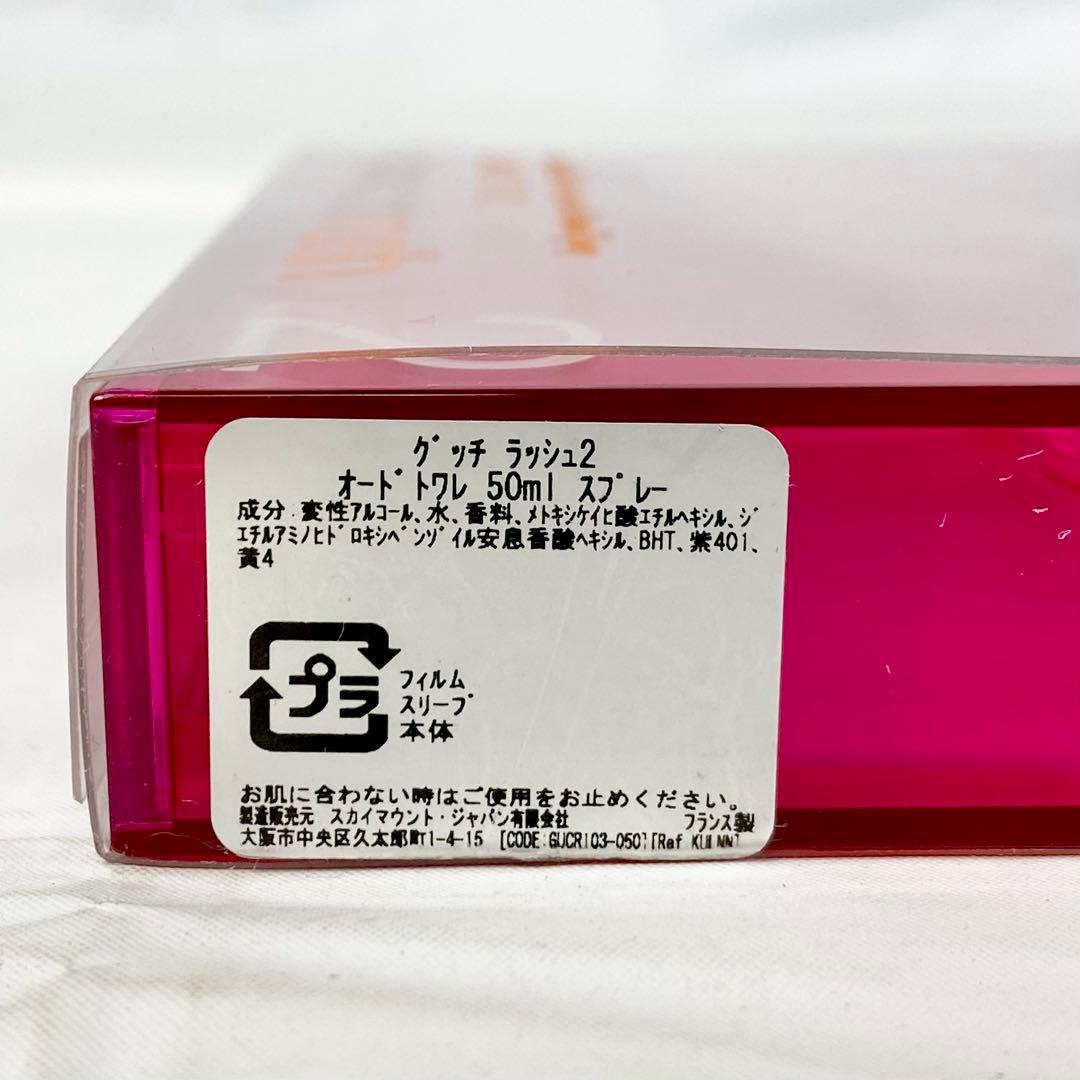 ｸﾞｯﾁ ﾗｯｼｭ2
ｵｰﾄﾞﾄﾜﾚ 50ml ｽﾌﾟﾚｰ
成分:変性ｱﾙｺｰﾙ、水、香料、ﾒﾄｷｼｹｲﾋ酸ｴﾁﾙﾍｷｼﾙ、ｼﾞ
ｴﾁﾙｱﾐﾉﾋﾄﾞﾛｷｼﾍﾞﾝｿﾞｲﾙ安息香酸ﾍｷｼﾙ、BHT、紫401、
黄4
プラ
ﾌｨﾙﾑ
ｽﾘｰﾌﾞ
本体
お肌に合わない時はご使用をお止めください。
製造販売元 ｽｶｲﾏｳﾝﾄ･ｼﾞｬﾊﾟﾝ有限会社 ﾌﾗﾝｽ製
大阪市中央区久太郎町1-4-15 [CODE:GUCR103-050] [Raf